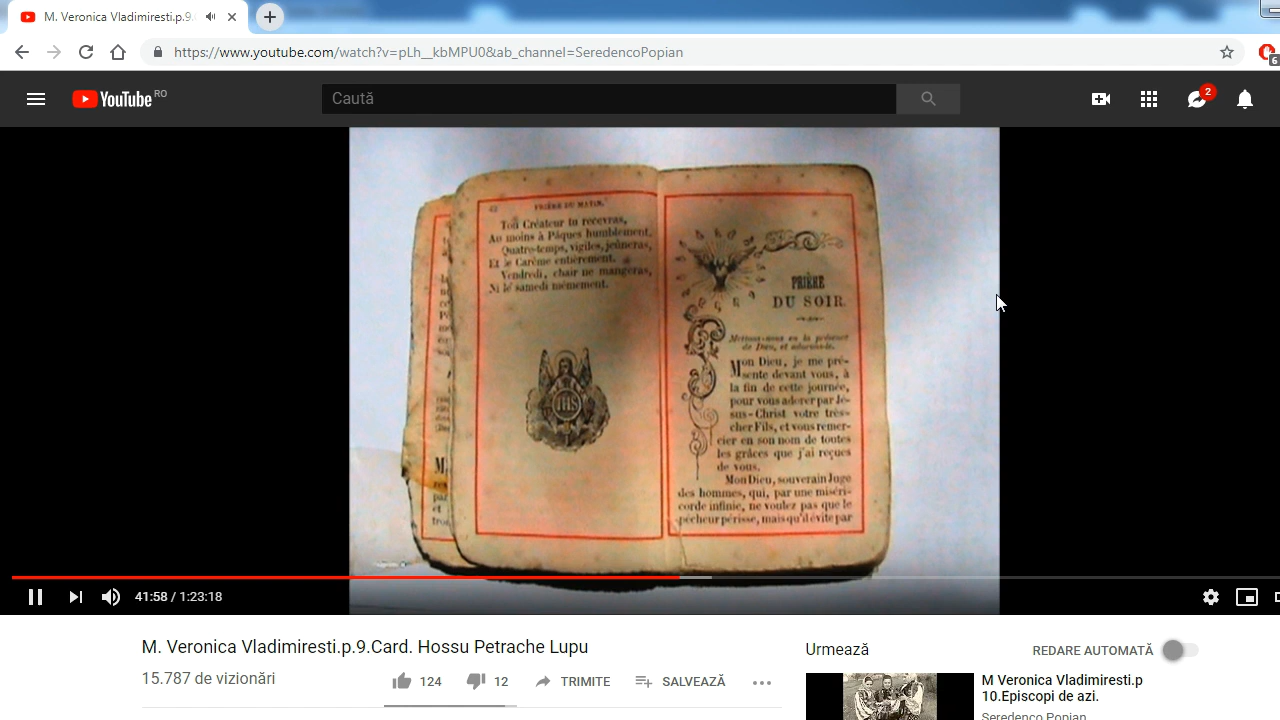 M. Veronica Vladimiresti.p.9.
https://www.youtube.com/watch?v=pLh__kbMPU0&ab_channel=SeredencoPopian
6
YouTube RO
Caută
2
42 PRIÈRE DU MATIN.
Ton Créateur tu recevras,
Au moins à Pâques humblement.
Quatre-temps, vigiles, jeûneras,
Et le Carême entièrement.
Vendredi, chair ne mangeras,
Ni le samedi mêmement.
IHS
PRIÈRE
DU SOIR.
Mettons-nous en la présence
de Dieu, et adorons-le.
Mon Dieu, je me pré-
sente devant vous, à
la fin de cette journée,
pour vous adorer par Jé-
sus-Christ votre très-
cher Fils, et vous remer-
cier en son nom de toutes
les grâces que j'ai reçues
de vous.
Mon Dieu, souverain Juge
des hommes, qui, par une miséri-
corde infinie, ne voulez pas que le
pécheur périsse, mais qu'il évite par
41:58 / 1:23:18
M. Veronica Vladimiresti.p.9.Card. Hossu Petrache Lupu
15.787 de vizionări
124
12
TRIMITE
SALVEAZĂ
Urmează
REDARE AUTOMATĂ
M Veronica Vladimiresti.p
10.Episcopi de azi.
Seredenco Popian